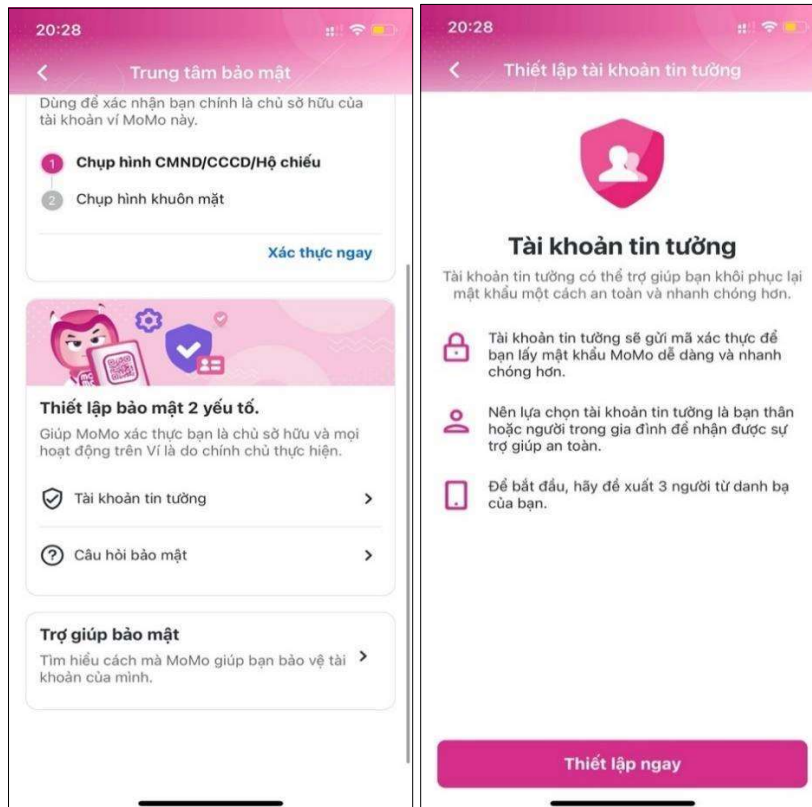 20:28
Trung tâm bảo mật
Dùng để xác nhận bạn chính là chủ sở hữu của
tài khoản ví MoMo này.
1 Chụp hình CMND/CCCD/Hộ chiếu
2 Chụp hình khuôn mặt
Xác thực ngay
Thiết lập bảo mật 2 yếu tố.
Giúp MoMo xác thực bạn là chủ sở hữu và mọi
hoạt động trên Ví là do chính chủ thực hiện.
Tài khoản tin tưởng
Câu hỏi bảo mật
Trợ giúp bảo mật
Tìm hiểu cách mà MoMo giúp bạn bảo vệ tài
khoản của mình.
20:28
Thiết lập tài khoản tin tưởng
Tài khoản tin tưởng
Tài khoản tin tưởng có thể trợ giúp bạn khôi phục lại
mật khẩu một cách an toàn và nhanh chóng hơn.
Tài khoản tin tưởng sẽ gửi mã xác thực để
bạn lấy mật khẩu MoMo dễ dàng và nhanh
chóng hơn.
Nên lựa chọn tài khoản tin tưởng là bạn thân
hoặc người trong gia đình để nhận được sự
trợ giúp an toàn.
Để bắt đầu, hãy đề xuất 3 người từ danh bạ
của bạn.
Thiết lập ngay